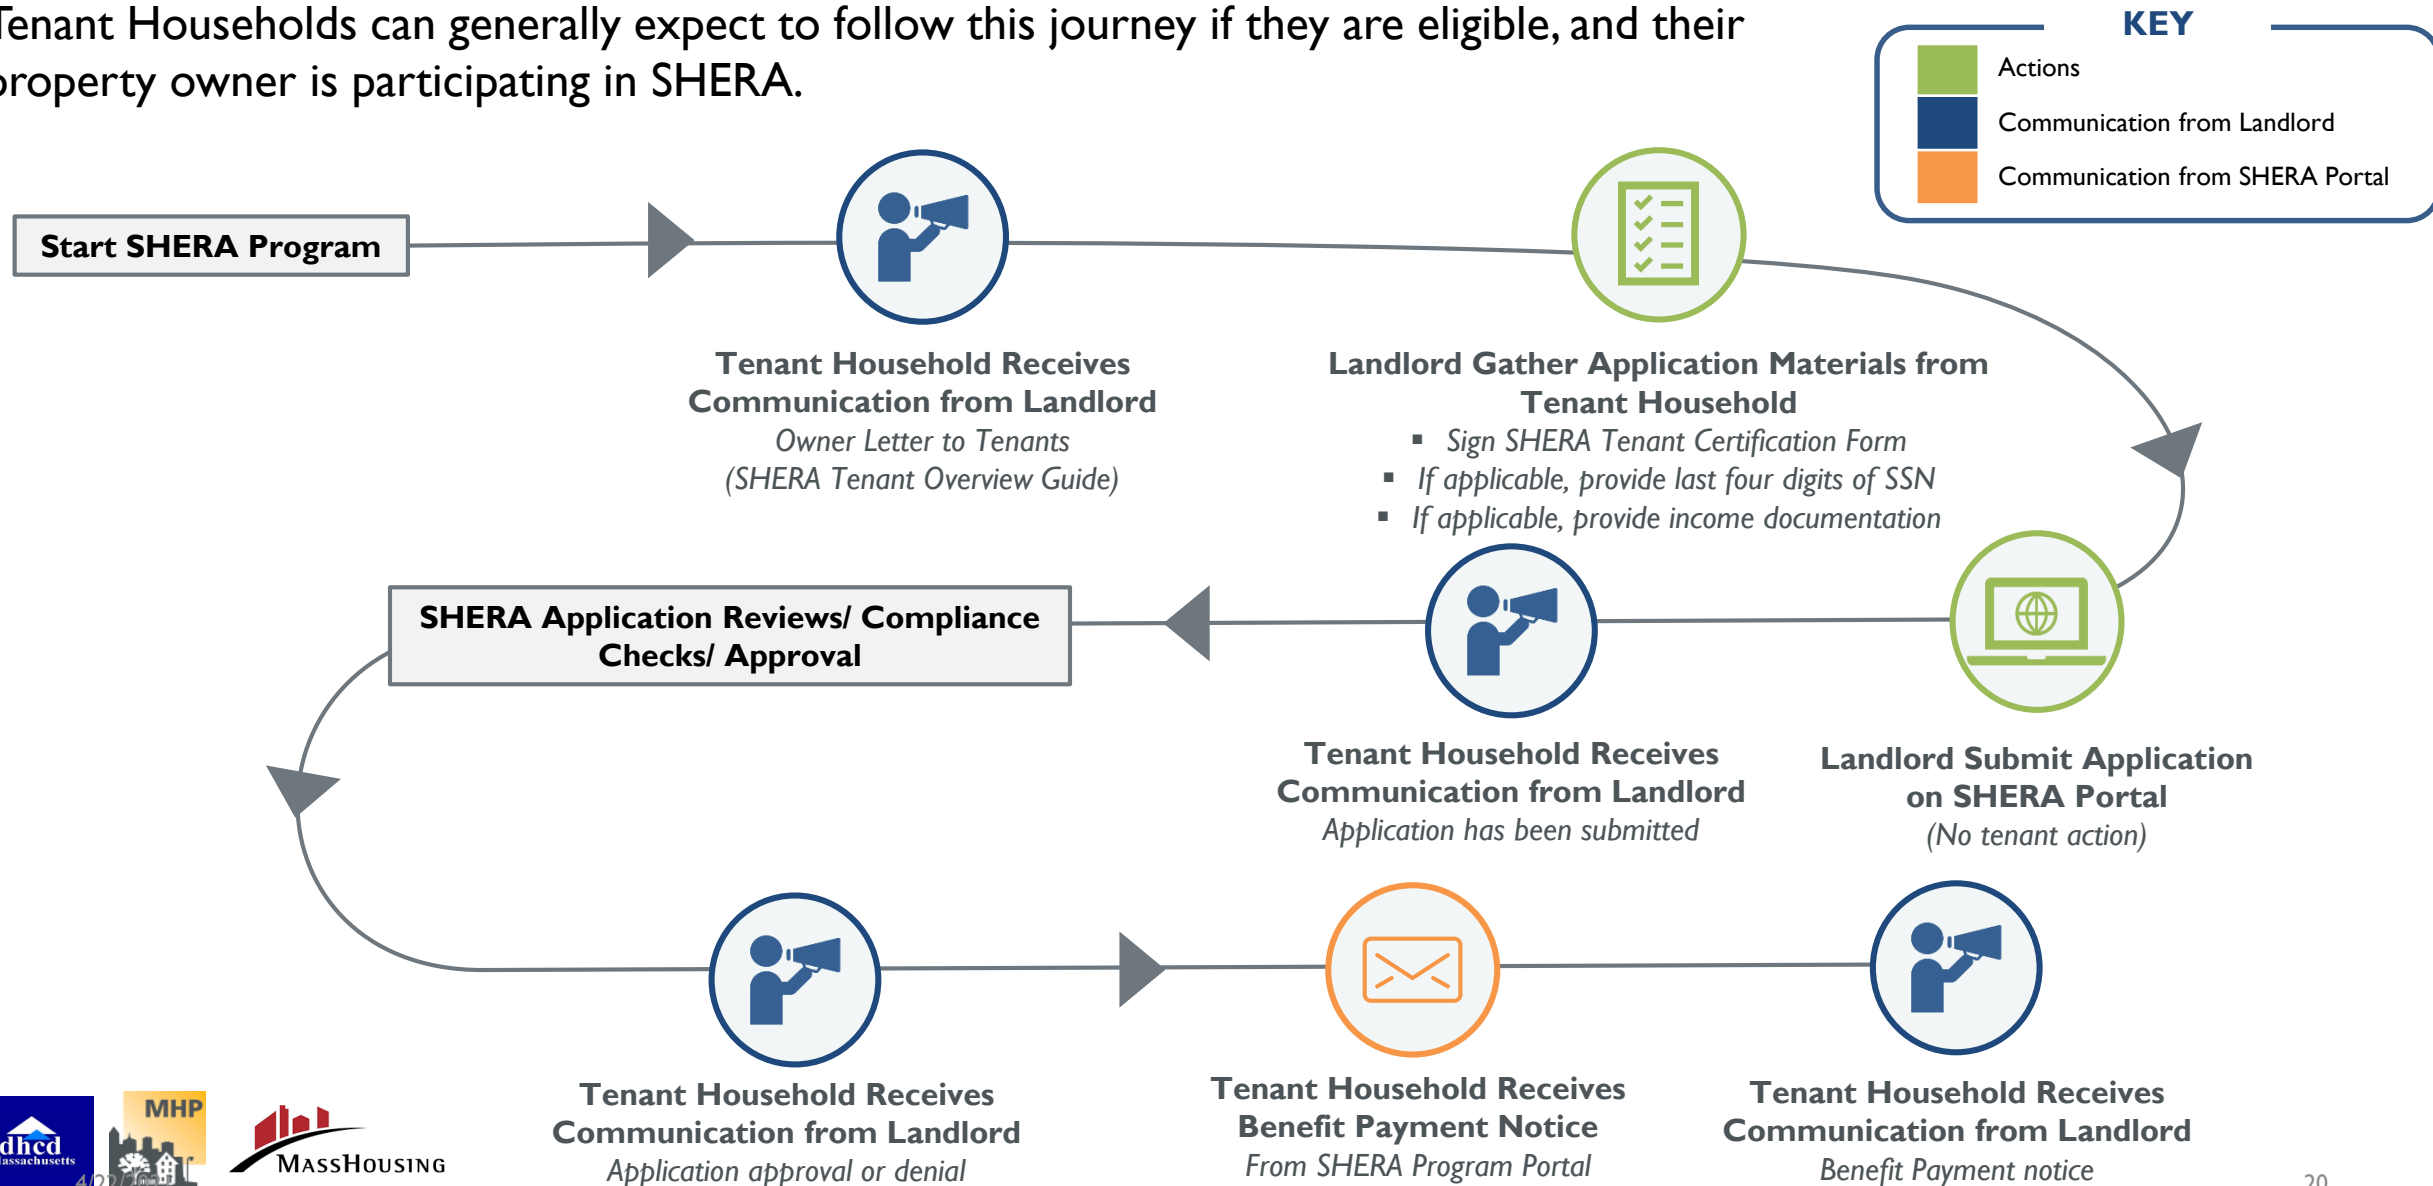 Tenant Households can generally expect to follow this journey if they are eligible, and their
property owner is participating in SHERA.
KEY
Actions
Communication from Landlord
Communication from SHERA Portal
Start SHERA Program
Tenant Household Receives
Communication from Landlord
Owner Letter to Tenants
(SHERA Tenant Overview Guide)
Landlord Gather Application Materials from
Tenant Household
▪ Sign SHERA Tenant Certification Form
▪ If applicable, provide last four digits of SSN
▪ If applicable, provide income documentation
SHERA Application Reviews/ Compliance
Checks/ Approval
Tenant Household Receives
Communication from Landlord
Application has been submitted
Landlord Submit Application
on SHERA Portal
(No tenant action)
Tenant Household Receives
Communication from Landlord
Application approval or denial
Tenant Household Receives
Benefit Payment Notice
From SHERA Program Portal
Tenant Household Receives
Communication from Landlord
Benefit Payment notice
dhcd
Massachusetts
MHP
MASSHOUSING
20